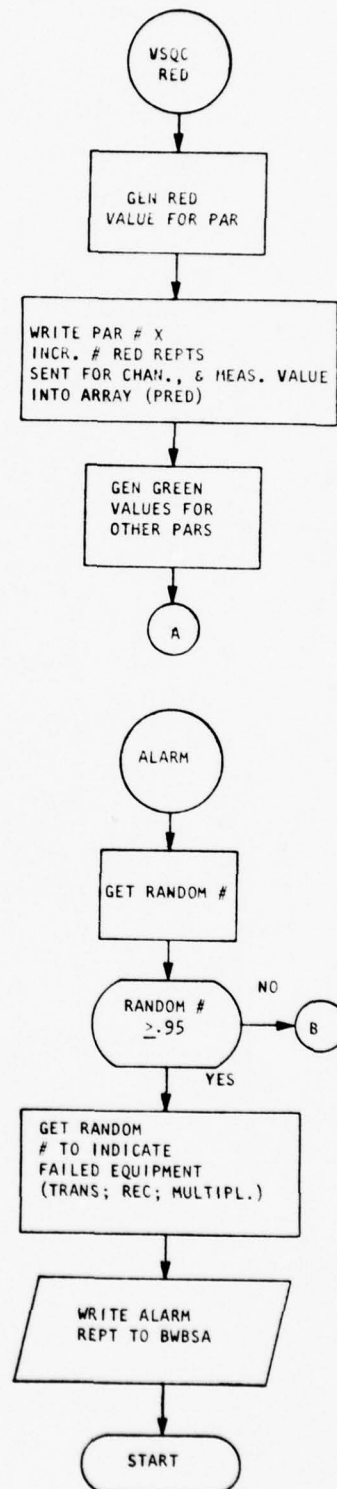 VSQC
RED
GEN RED
VALUE FOR PAR
WRITE PAR # X
INCR. # RED REPTS
SENT FOR CHAN., & MEAS. VALUE
INTO ARRAY (PRED)
GEN GREEN
VALUES FOR
OTHER PARS
A
ALARM
GET RANDOM #
RANDOM #
≥.95
NO
B
YES
GET RANDOM
# TO INDICATE
FAILED EQUIPMENT
(TRANS; REC; MULTIPL.)
WRITE ALARM
REPT TO BWBSA
START